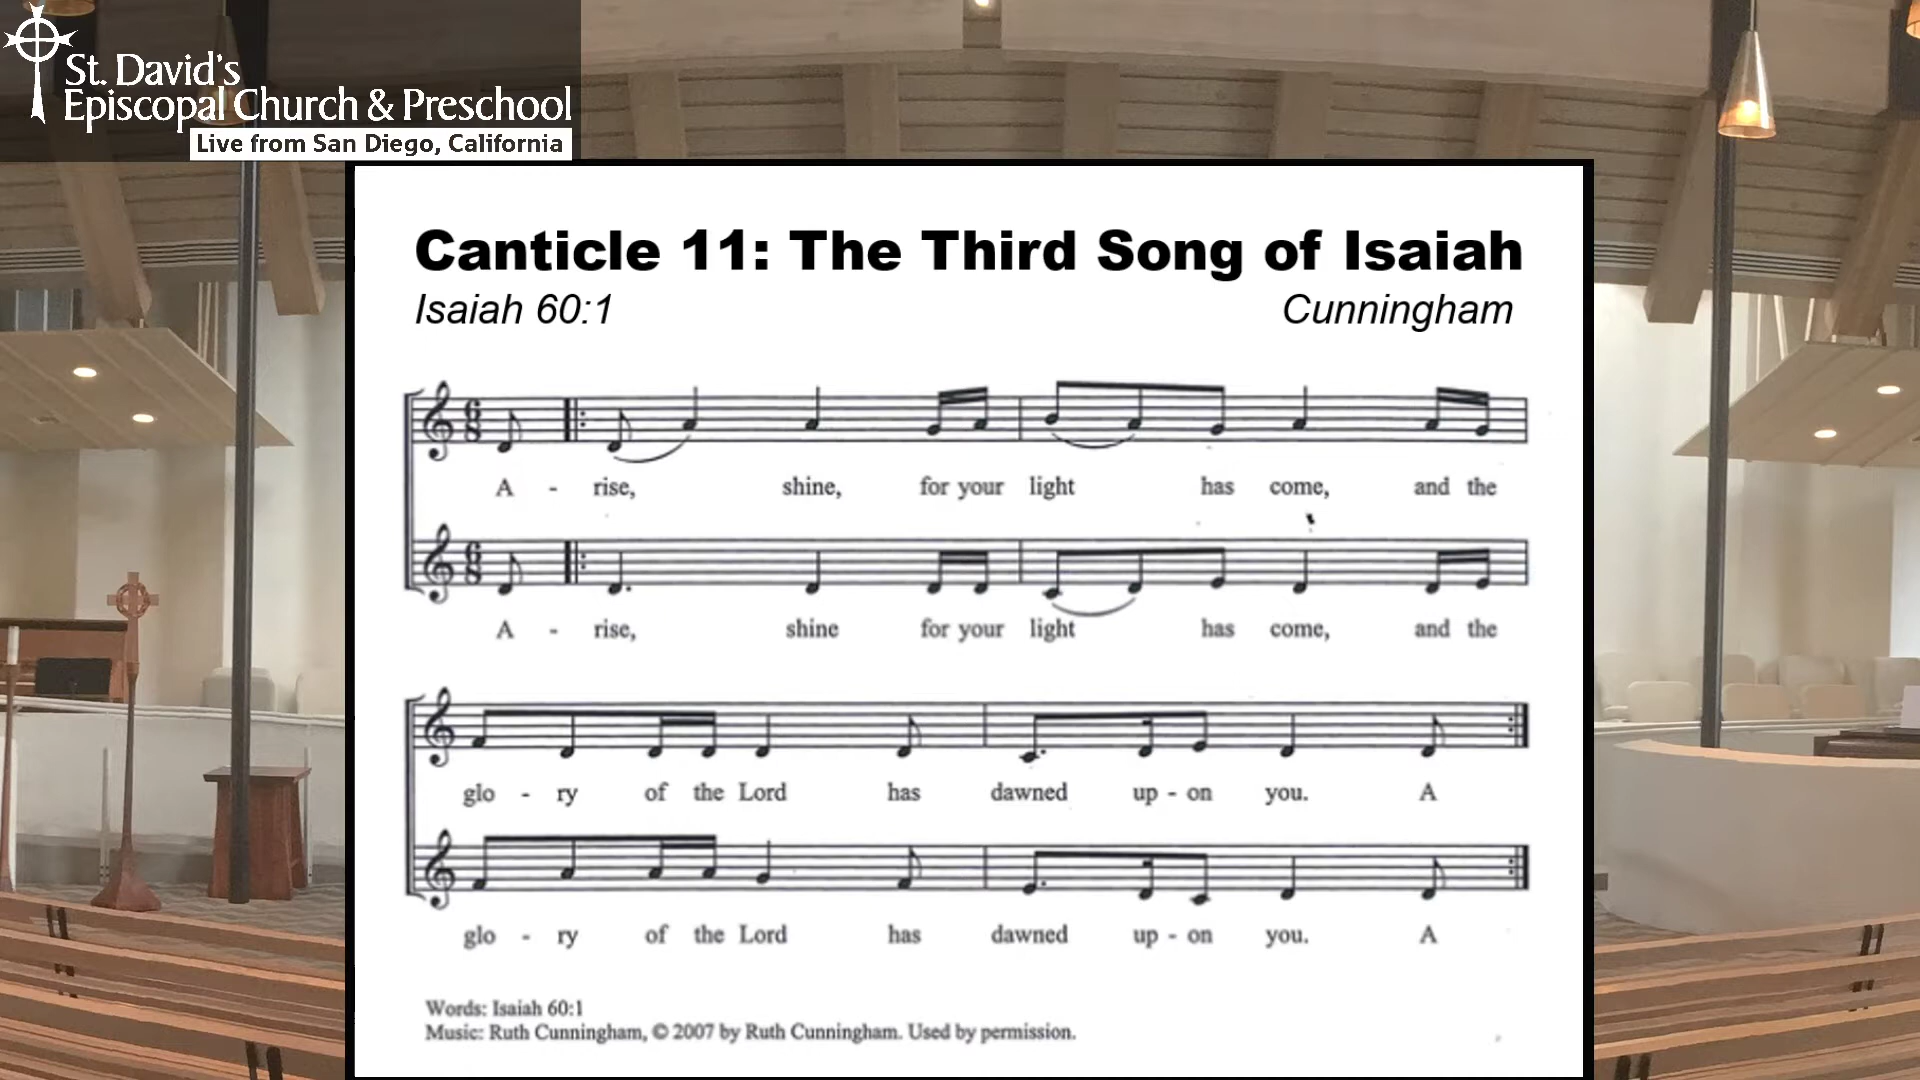 St. David's
Episcopal Church & Preschool
Live from San Diego, California
Canticle 11: The Third Song of Isaiah
Isaiah 60:1 Cunningham
A - rise, shine, for your light has come, and the
A - rise, shine for your light has come, and the
glo - ry of the Lord has dawned up - on you. A
glo - ry of the Lord has dawned up - on you. A
Words: Isaiah 60:1
Music: Ruth Cunningham, © 2007 by Ruth Cunningham. Used by permission.